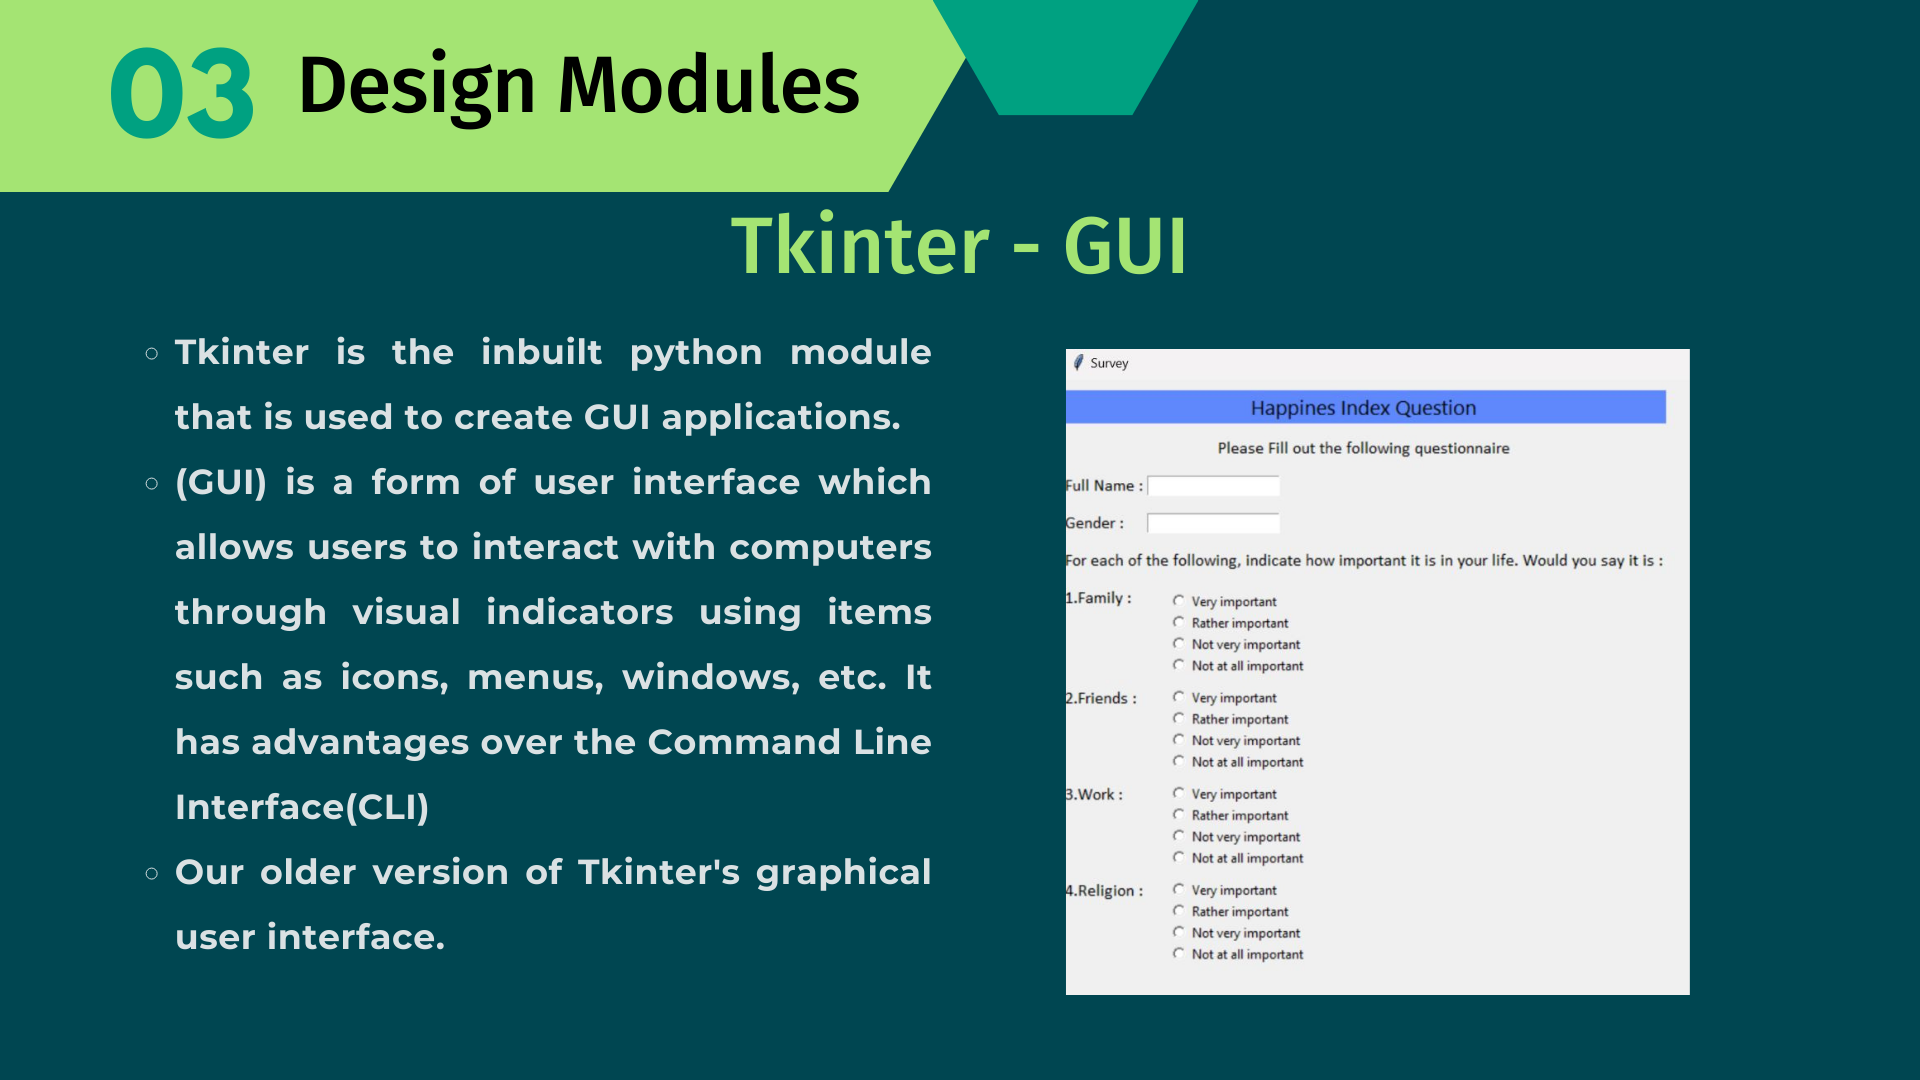 03 Design Modules
Tkinter - GUI
Tkinter is the inbuilt python module
that is used to create GUI applications.
(GUI) is a form of user interface which
allows users to interact with computers
through visual indicators using items
such as icons, menus, windows, etc. It
has advantages over the Command Line
Interface(CLI)
Our older version of Tkinter's graphical
user interface.
Survey
Happines Index Question
Please Fill out the following questionnaire
Full Name :
Gender :
For each of the following, indicate how important it is in your life. Would you say it is :
1.Family :
Very important
Rather important
Not very important
Not at all important
2.Friends :
Very important
Rather important
Not very important
Not at all important
3.Work :
Very important
Rather important
Not very important
Not at all important
4.Religion :
Very important
Rather important
Not very important
Not at all important